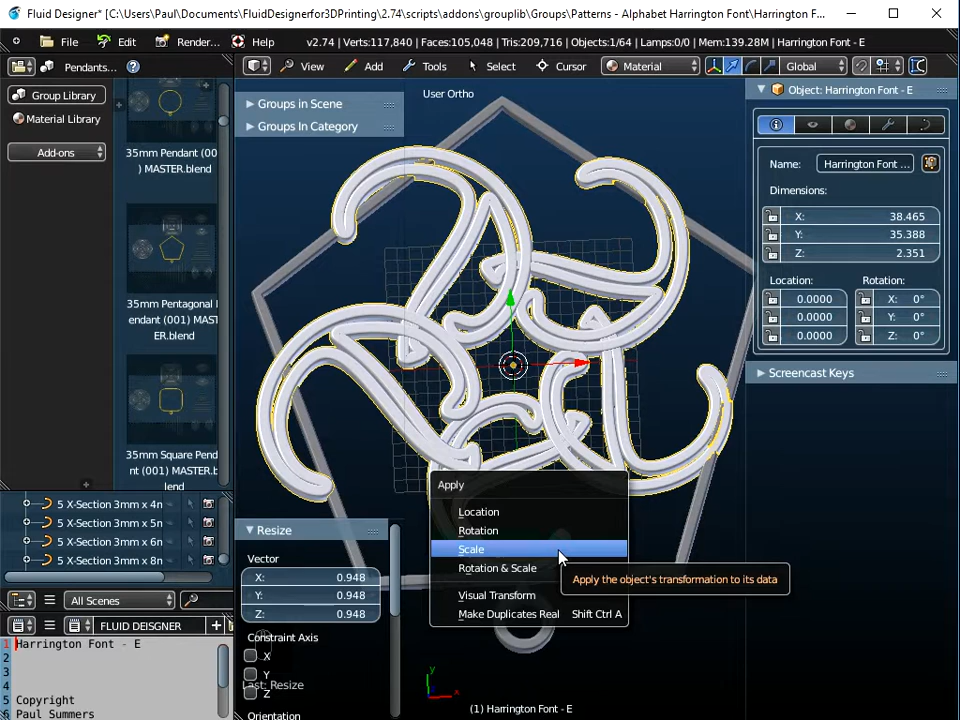 Fluid Designer* [C:\Users\Paul\Documents\FluidDesignerfor3DPrinting\2.74\scripts\addons\grouplib\Groups\Patterns - Alphabet Harrington Font\Harrington F...
File Edit Render... Help v2.74 | Verts:117,840 | Faces:105,048 | Tris:209,716 | Objects:1/64 | Lamps:0/0 | Mem:139.28M | Harrington Font - E
Pendants... View Add Tools Select Cursor Material Global
Group Library
Material Library
Add-ons
35mm Pendant (00
) MASTER.blend
35mm Pentagonal
endant (001) MAST
ER.blend
35mm Square Pend
nt (001) MASTER.b
lend
User Ortho
Groups in Scene
Groups In Category
Object: Harrington Font - E
Name: Harrington Font ...
Dimensions:
X: 38.465
Y: 35.388
Z: 2.351
Location: Rotation:
0.0000 X: 0°
0.0000 Y: 0°
0.0000 Z: 0°
Screencast Keys
Apply
Location
Rotation
Scale
Rotation & Scale
Visual Transform
Make Duplicates Real Shift Ctrl A
Apply the object's transformation to its data
5 X-Section 3mm x 4n
5 X-Section 3mm x 5n
5 X-Section 3mm x 6n
5 X-Section 3mm x 8n
All Scenes
FLUID DEISGNER
1 Harrington Font - E
2
3
4
5 Copyright
6 Paul Summers
Resize
Vector
X: 0.948
Y: 0.948
Z: 0.948
Constraint Axis
X
Y
Z
Last: Resize
Orientation
y
x
(1) Harrington Font - E